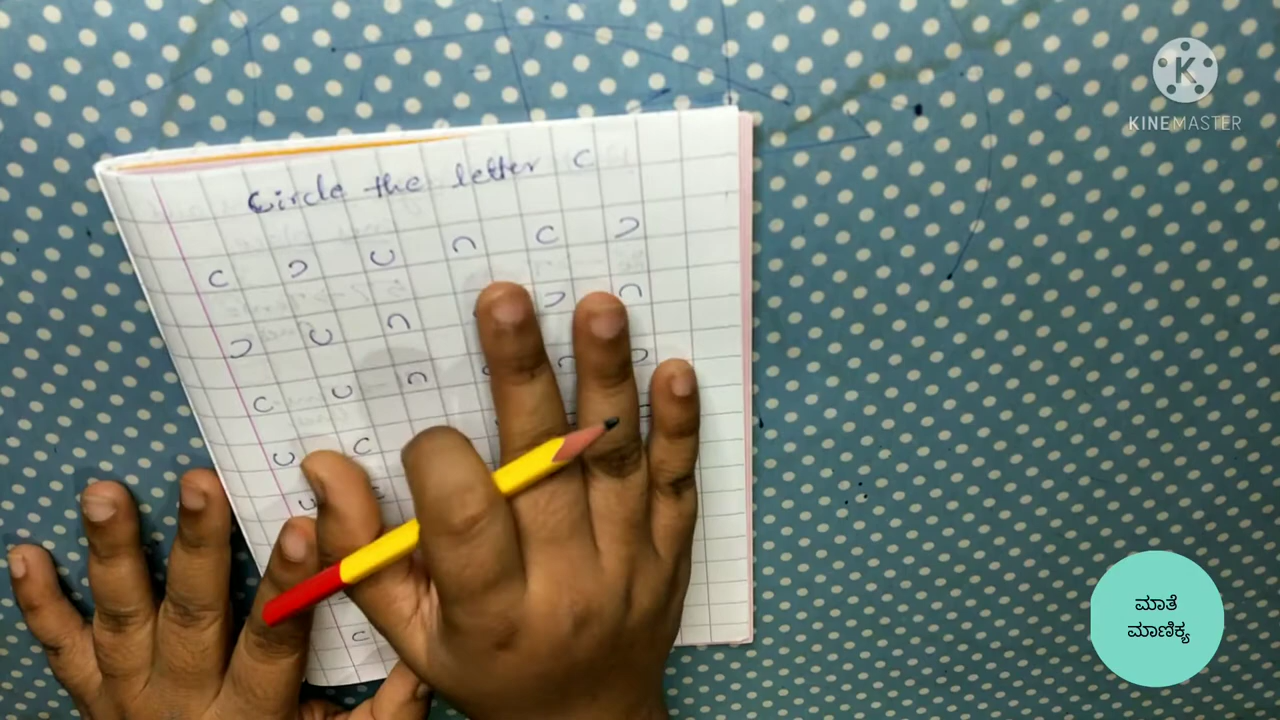 Circle the letter c
c ɔ ∪ ∩ c ɔ
ɔ ∪ ∩ ɔ ∩
c ∪ ∩ ∩ ɔ
∪ c
∪
c
KINEMASTER
ಮಾತೆ
ಮಾಣಿಕ್ಯ